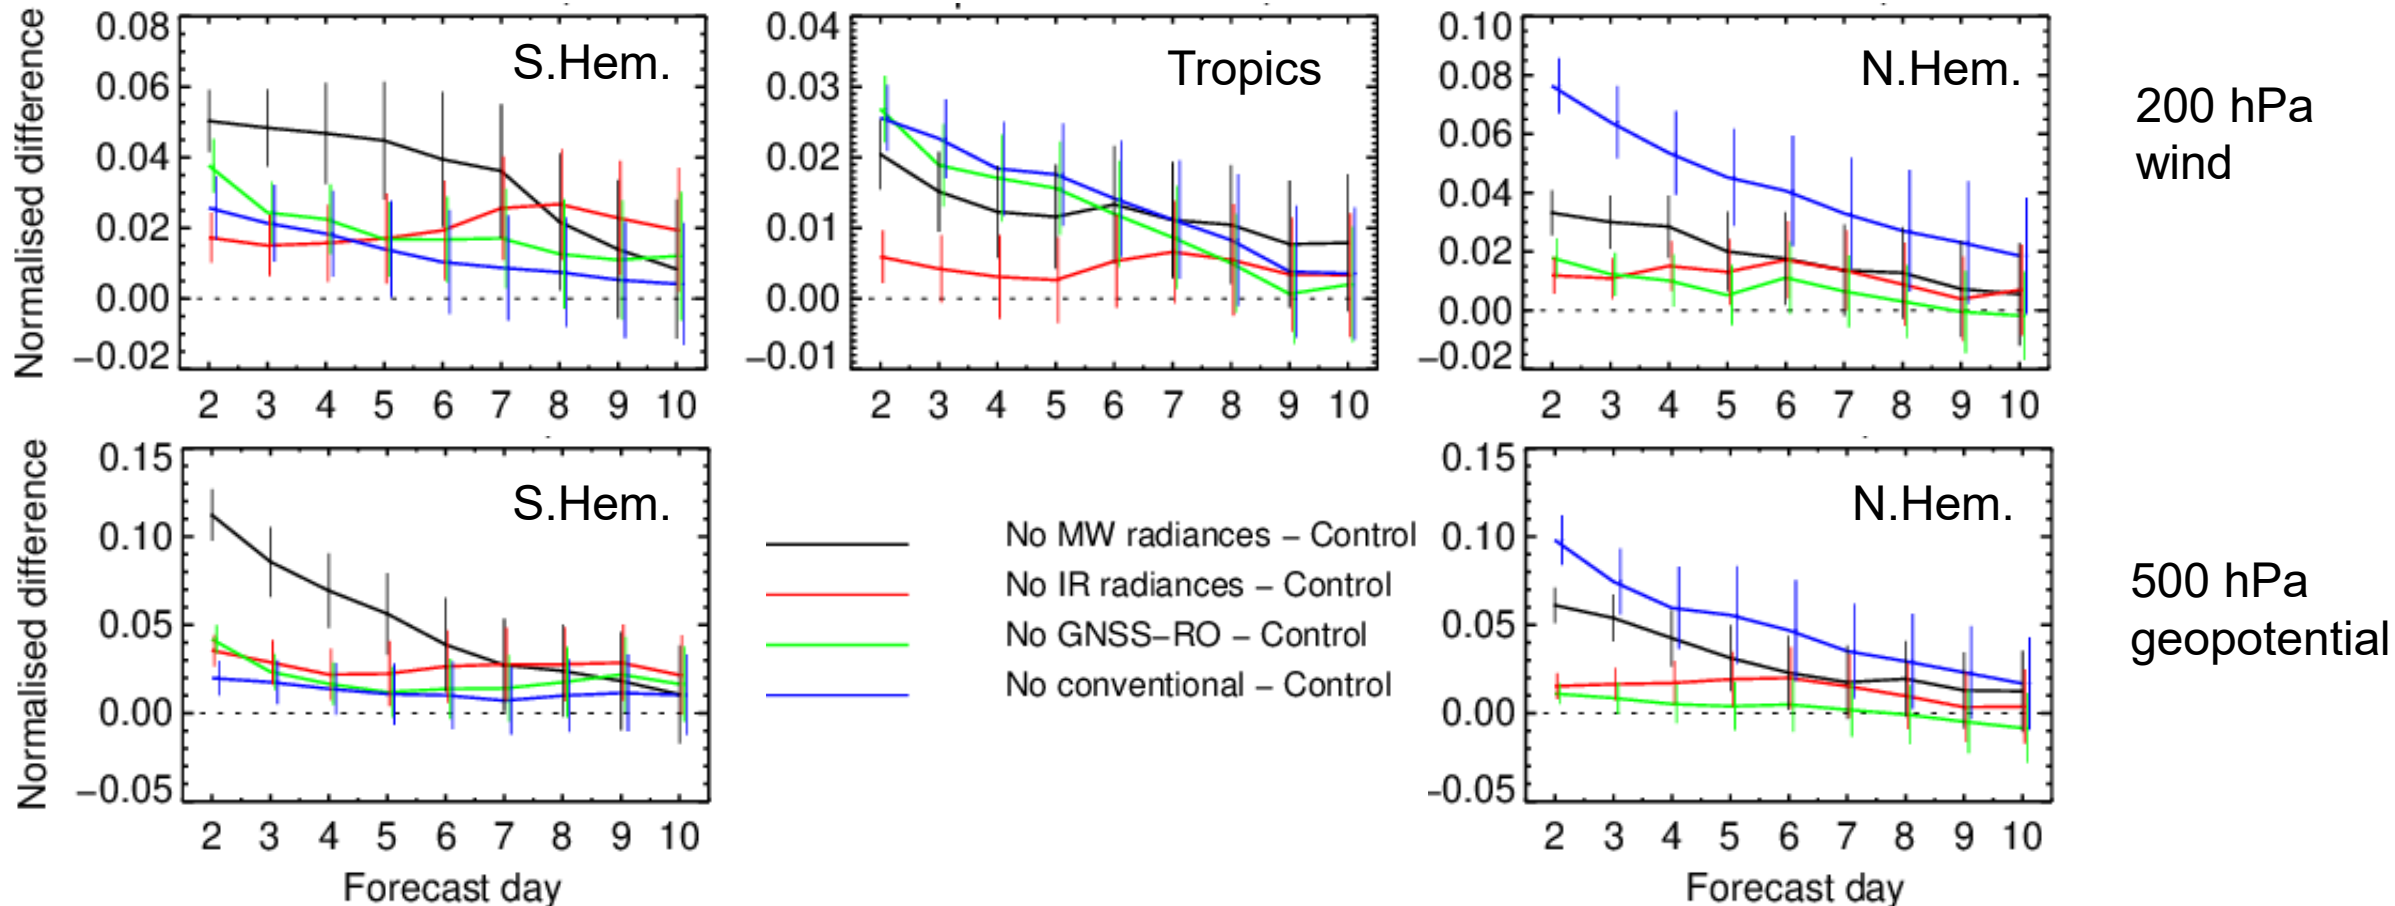 Normalised difference
0.08
0.06
0.04
0.02
0.00
−0.02
S.Hem.
2 3 4 5 6 7 8 9 10
0.04
0.03
0.02
0.01
0.00
−0.01
Tropics
2 3 4 5 6 7 8 9 10
0.10
0.08
0.06
0.04
0.02
0.00
−0.02
N.Hem.
2 3 4 5 6 7 8 9 10
200 hPa
wind
Normalised difference
0.15
0.10
0.05
0.00
−0.05
S.Hem.
2 3 4 5 6 7 8 9 10
Forecast day
No MW radiances − Control
No IR radiances − Control
No GNSS−RO − Control
No conventional − Control
0.15
0.10
0.05
0.00
−0.05
N.Hem.
2 3 4 5 6 7 8 9 10
Forecast day
500 hPa
geopotential